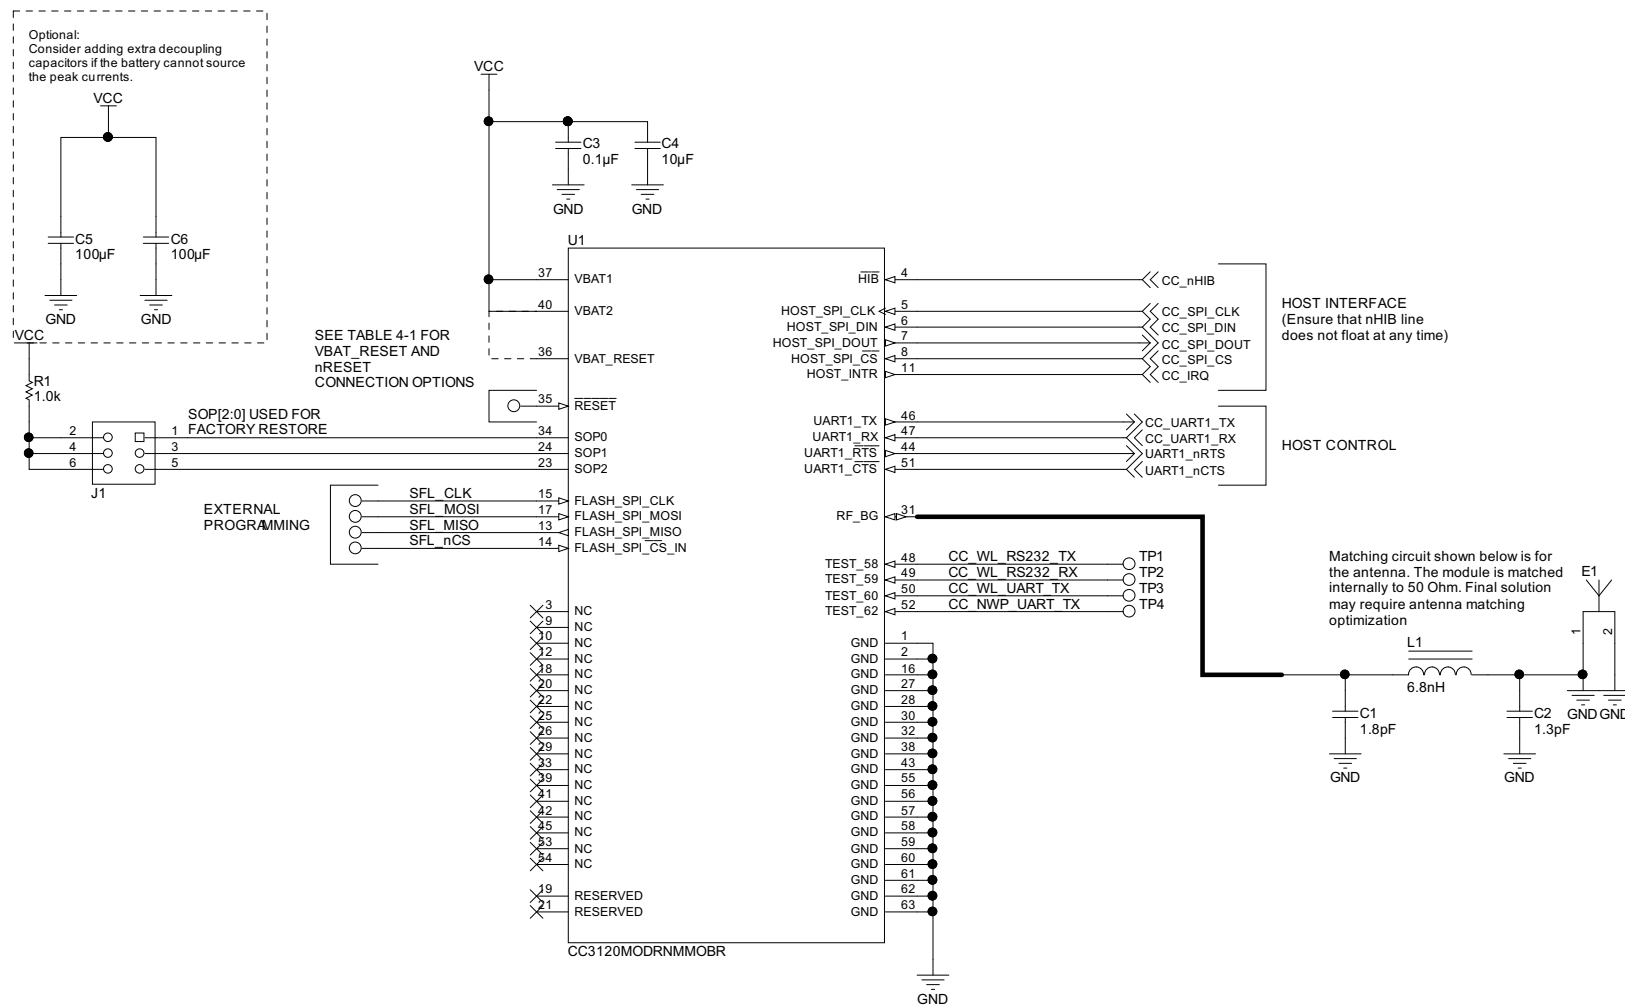 Optional:
Consider adding extra decoupling
capacitors if the battery cannot source
the peak currents.
VCC
C5
100µF
C6
100µF
GND
GND
VCC
R1
1.0k
VCC
C3
0.1µF
C4
10µF
GND
GND
SEE TABLE 4-1 FOR
VBAT_RESET AND
nRESET
CONNECTION OPTIONS
SOP[2:0] USED FOR
FACTORY RESTORE
2 1
4 3
6 5
J1
EXTERNAL
PROGRAMMING
SFL_CLK
SFL_MOSI
SFL_MISO
SFL_nCS
U1
37 VBAT1
40 VBAT2
36 VBAT_RESET
35 RESET
34 SOP0
24 SOP1
23 SOP2
15 FLASH_SPI_CLK
17 FLASH_SPI_MOSI
13 FLASH_SPI_MISO
14 FLASH_SPI_CS_IN
3 NC
9 NC
10 NC
12 NC
18 NC
20 NC
22 NC
25 NC
26 NC
29 NC
33 NC
39 NC
41 NC
42 NC
45 NC
53 NC
54 NC
19 RESERVED
21 RESERVED
CC3120MODRNMMOBR
HIB 4 CC_nHIB
HOST_SPI_CLK 5 CC_SPI_CLK
HOST_SPI_DIN 6 CC_SPI_DIN
HOST_SPI_DOUT 7 CC_SPI_DOUT
HOST_SPI_CS 8 CC_SPI_CS
HOST_INTR 11 CC_IRQ
HOST INTERFACE
(Ensure that nHIB line
does not float at any time)
UART1_TX 46 CC_UART1_TX
UART1_RX 47 CC_UART1_RX
UART1_RTS 44 UART1_nRTS
UART1_CTS 51 UART1_nCTS
HOST CONTROL
RF_BG 31
TEST_58 48 CC_WL_RS232_TX TP1
TEST_59 49 CC_WL_RS232_RX TP2
TEST_60 50 CC_WL_UART_TX TP3
TEST_62 52 CC_NWP_UART_TX TP4
GND 1
GND 2
GND 16
GND 27
GND 28
GND 30
GND 32
GND 38
GND 43
GND 55
GND 56
GND 57
GND 58
GND 59
GND 60
GND 61
GND 62
GND 63
GND
Matching circuit shown below is for
the antenna. The module is matched
internally to 50 Ohm. Final solution
may require antenna matching
optimization
E1
1 2
L1
6.8nH
C1
1.8pF
C2
1.3pF
GND GND
GND
GND